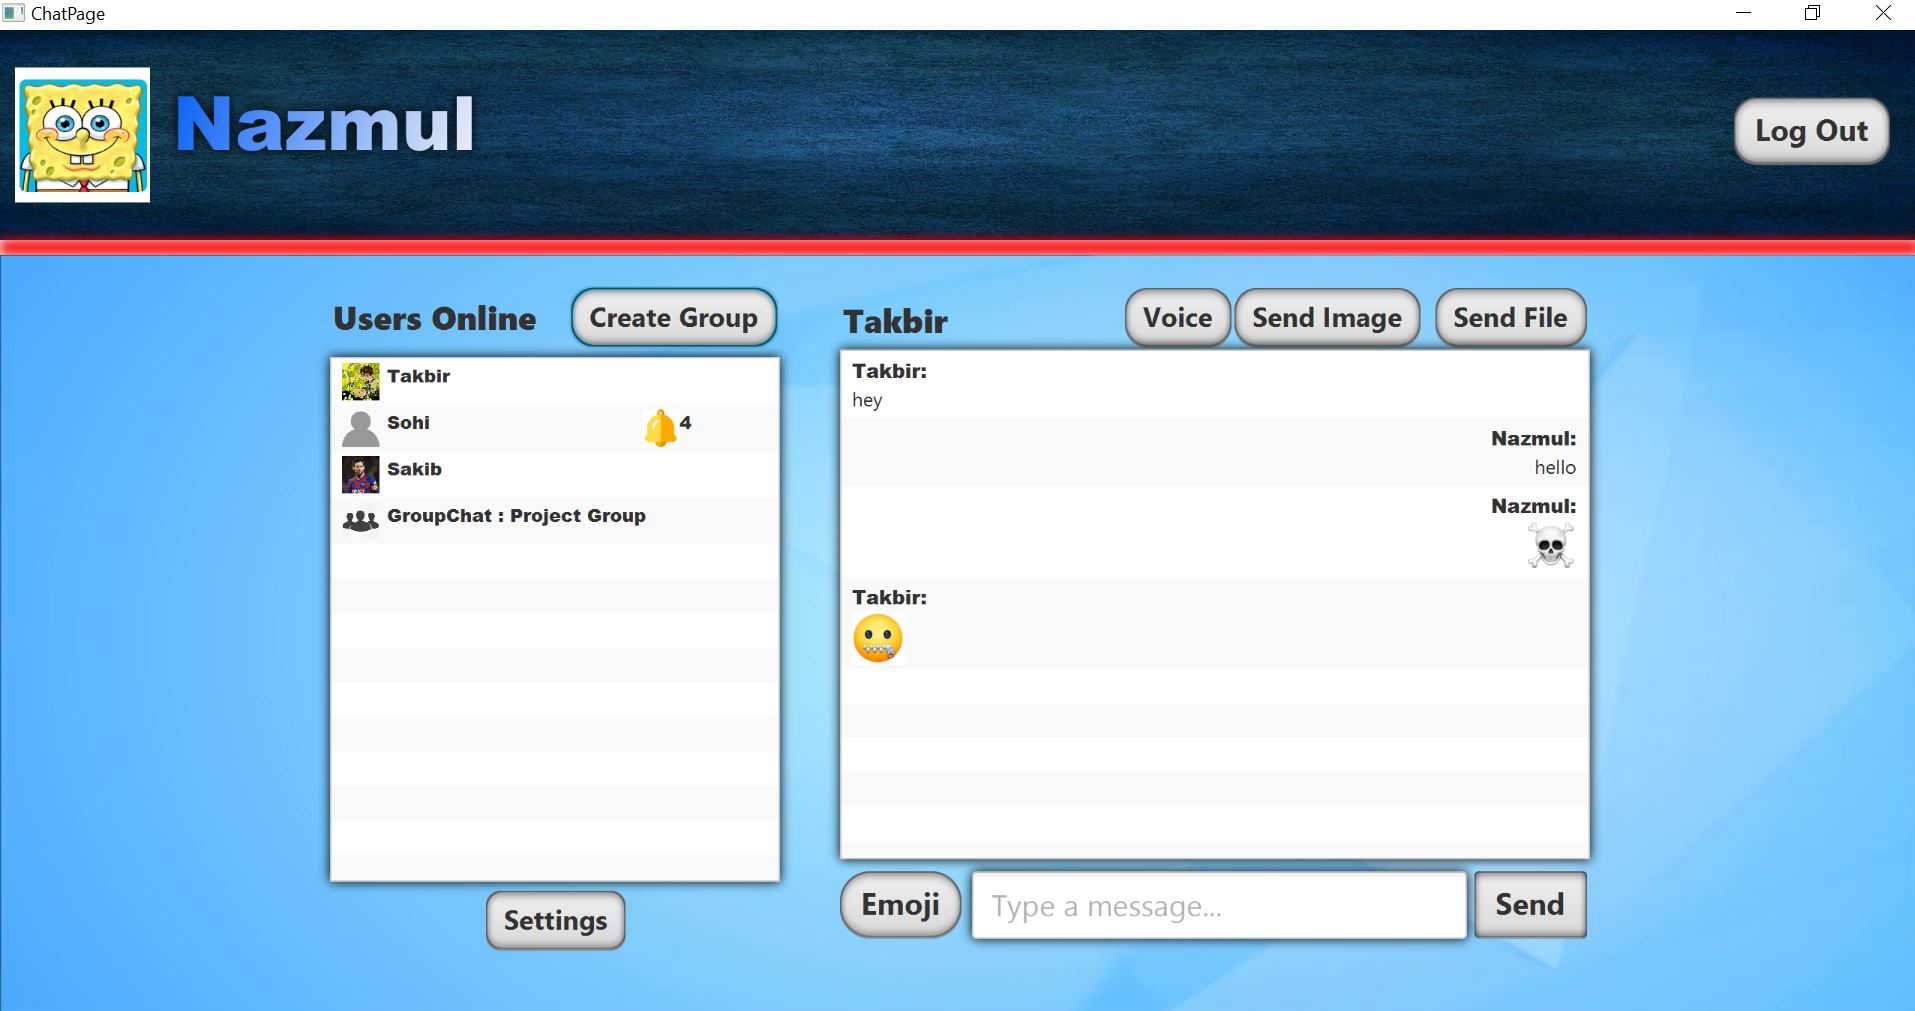 ChatPage
Nazmul
Log Out
Users Online
Create Group
Takbir
Sohi
4
Sakib
GroupChat : Project Group
Settings
Takbir
Voice
Send Image
Send File
Takbir:
hey
Nazmul:
hello
Nazmul:
Takbir:
Emoji
Type a message...
Send